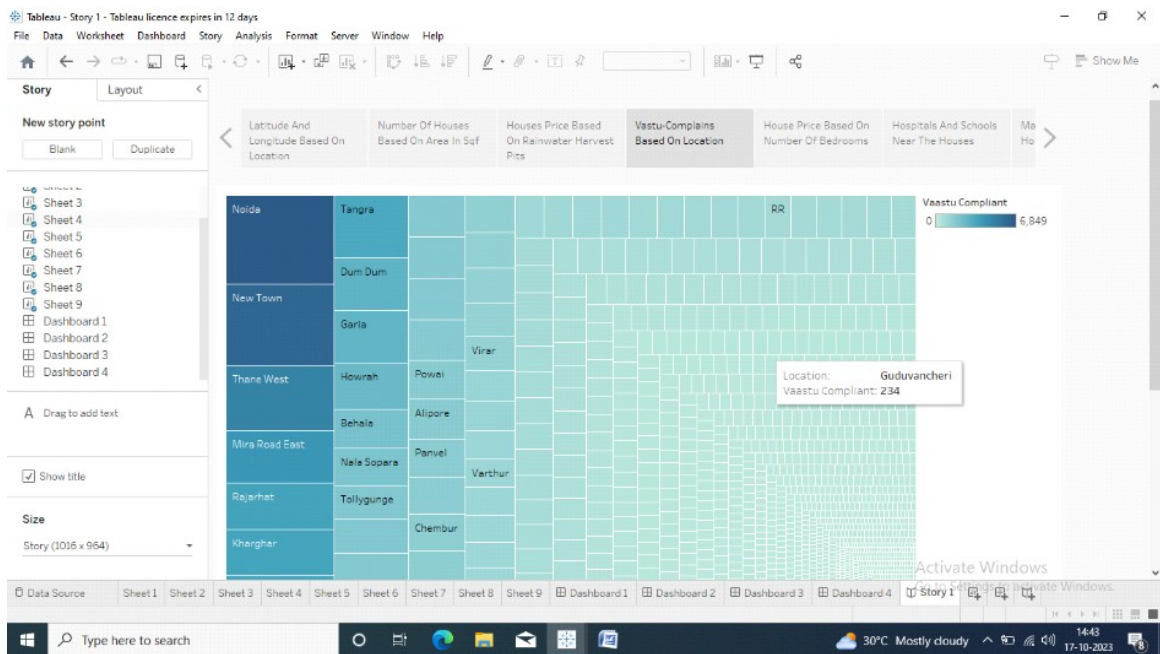 Tableau - Story 1 - Tableau licence expires in 12 days
File Data Worksheet Dashboard Story Analysis Format Server Window Help
Show Me
Story Layout
New story point
Blank Duplicate
Sheet 3
Sheet 4
Sheet 5
Sheet 6
Sheet 7
Sheet 8
Sheet 9
Dashboard 1
Dashboard 2
Dashboard 3
Dashboard 4
A Drag to add text
Show title
Size
Story (1016 x 964)
Latitude And
Longitude Based On
Location
Number Of Houses
Based On Area In Sqf
Houses Price Based
On Rainwater Harvest
Pits
Vastu-Complains
Based On Location
House Price Based On
Number Of Bedrooms
Hospitals And Schools
Near The Houses
Ma
Ho
Noida
New Town
Thane West
Mira Road East
Rajarhat
Kharghar
Tangra
Dum Dum
Garia
Howrah
Behala
Nala Sopara
Tollygunge
Powai
Alipore
Panvel
Chembur
Virar
Varthur
RR
Location: Guduvancheri
Vaastu Compliant: 234
Vaastu Compliant
0 6,849
Activate Windows
Go to Settings to activate Windows.
Data Source Sheet 1 Sheet 2 Sheet 3 Sheet 4 Sheet 5 Sheet 6 Sheet 7 Sheet 8 Sheet 9 Dashboard 1 Dashboard 2 Dashboard 3 Dashboard 4 Story 1
Type here to search
30°C Mostly cloudy
14:43
17-10-2023
8